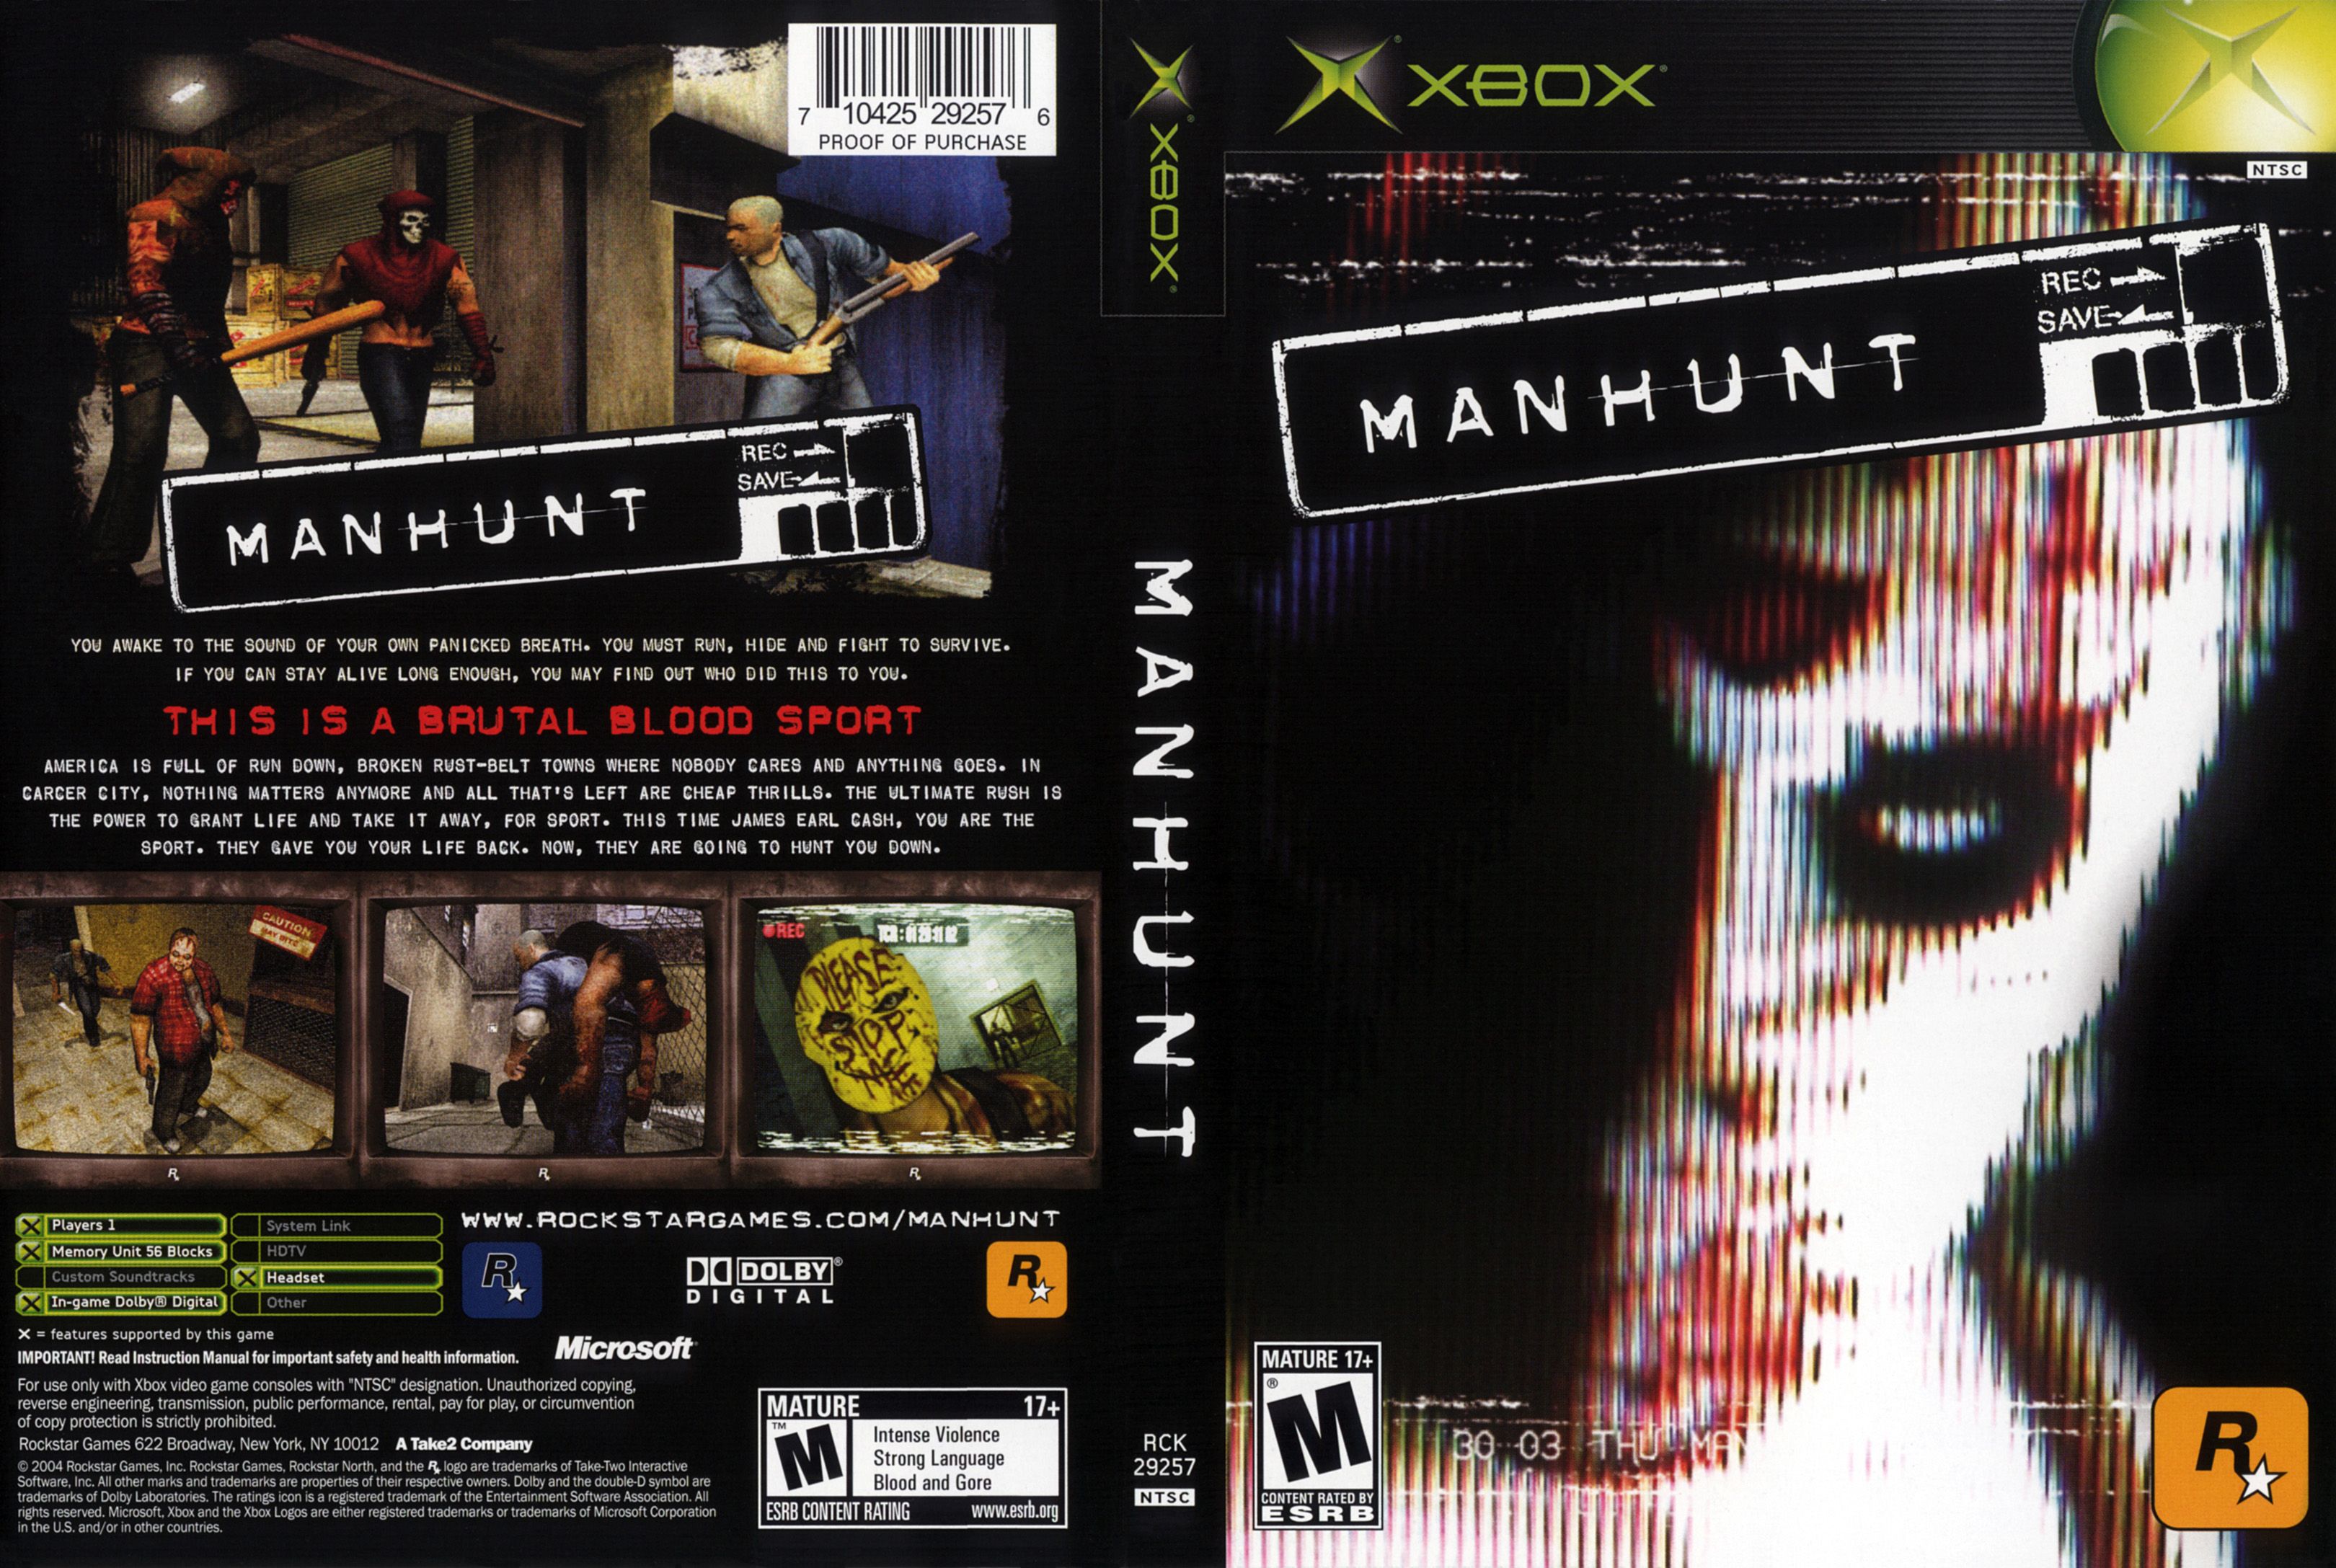 7 10425 29257 6
PROOF OF PURCHASE
REC
SAVE
MANHUNT
YOU AWAKE TO THE SOUND OF YOUR OWN PANICKED BREATH. YOU MUST RUN, HIDE AND FIGHT TO SURVIVE.
IF YOU CAN STAY ALIVE LONG ENOUGH, YOU MAY FIND OUT WHO DID THIS TO YOU.
THIS IS A BRUTAL BLOOD SPORT
AMERICA IS FULL OF RUN DOWN, BROKEN RUST-BELT TOWNS WHERE NOBODY CARES AND ANYTHING GOES. IN
CARCER CITY, NOTHING MATTERS ANYMORE AND ALL THAT'S LEFT ARE CHEAP THRILLS. THE ULTIMATE RUSH IS
THE POWER TO GRANT LIFE AND TAKE IT AWAY, FOR SPORT. THIS TIME JAMES EARL CASH, YOU ARE THE
SPORT. THEY GAVE YOU YOUR LIFE BACK. NOW, THEY ARE GOING TO HUNT YOU DOWN.
CAUTION
REC
PLEASE
STOP
ME
Players 1
System Link
Memory Unit 56 Blocks
HDTV
Custom Soundtracks
Headset
In-game Dolby® Digital
Other
X = features supported by this game
WWW.ROCKSTARGAMES.COM/MANHUNT
R
DOLBY®
DIGITAL
R
Microsoft
IMPORTANT! Read Instruction Manual for important safety and health information.
For use only with Xbox video game consoles with "NTSC" designation. Unauthorized copying,
reverse engineering, transmission, public performance, rental, pay for play, or circumvention
of copy protection is strictly prohibited.
Rockstar Games 622 Broadway, New York, NY 10012 A Take2 Company
© 2004 Rockstar Games, Inc. Rockstar Games, Rockstar North, and the R logo are trademarks of Take-Two Interactive
Software, Inc. All other marks and trademarks are properties of their respective owners. Dolby and the double-D symbol are
trademarks of Dolby Laboratories. The ratings icon is a registered trademark of the Entertainment Software Association. All
rights reserved. Microsoft, Xbox and the Xbox Logos are either registered trademarks or trademarks of Microsoft Corporation
in the U.S. and/or in other countries.
MATURE 17+
M™
Intense Violence
Strong Language
Blood and Gore
ESRB CONTENT RATING www.esrb.org
XBOX®
MANHUNT
RCK
29257
NTSC
XBOX®
NTSC
REC
SAVE
MANHUNT
MATURE 17+
M®
CONTENT RATED BY
ESRB
30 03 THU
R